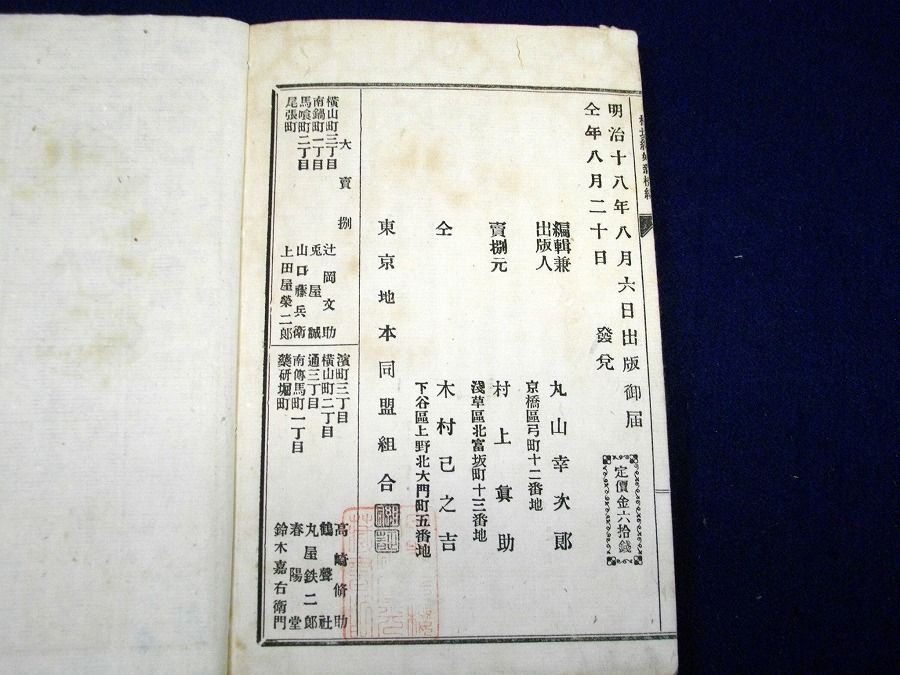 明治十八年八月六日出版御届
仝年八月二十日 發兌
定價金六拾錢
編輯兼出版人 丸山幸次郎
京橋區弓町十二番地
賣捌元 村上眞助
淺草區北富坂町十三番地
仝 木村己之吉
下谷區上野北大門町五番地
東京地本同盟組合
大賣捌
橫山町三丁目 辻岡文助
南鍋町一丁目 兎屋誠
馬喰町二丁目 山口藤兵衛
尾張町 上田屋榮二郎
濱町三丁目 高崎脩助
橫山町二丁目 鶴聲社
通三丁目 丸屋鉄二郎
南傳馬町一丁目 春陽堂
藥研堀町 鈴木嘉右衛門